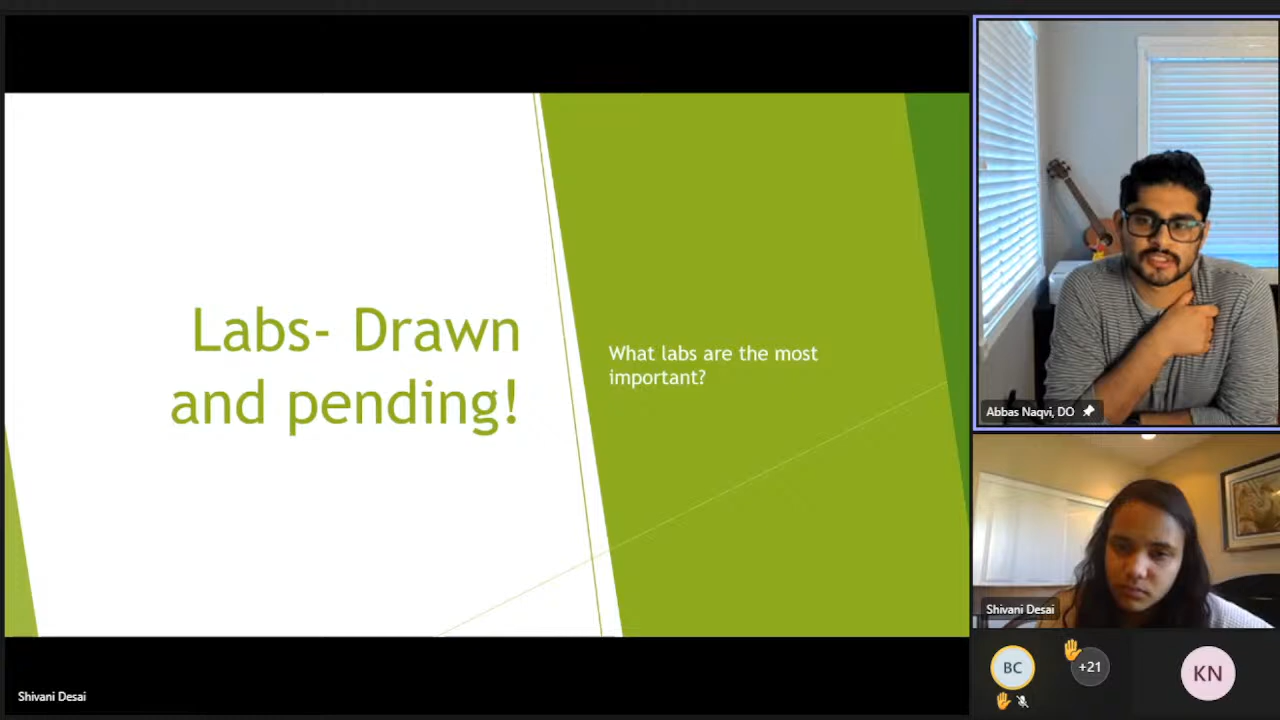 Labs- Drawn
and pending!
What labs are the most
important?
Abbas Naqvi, DO
Shivani Desai
BC
+21
KN
Shivani Desai